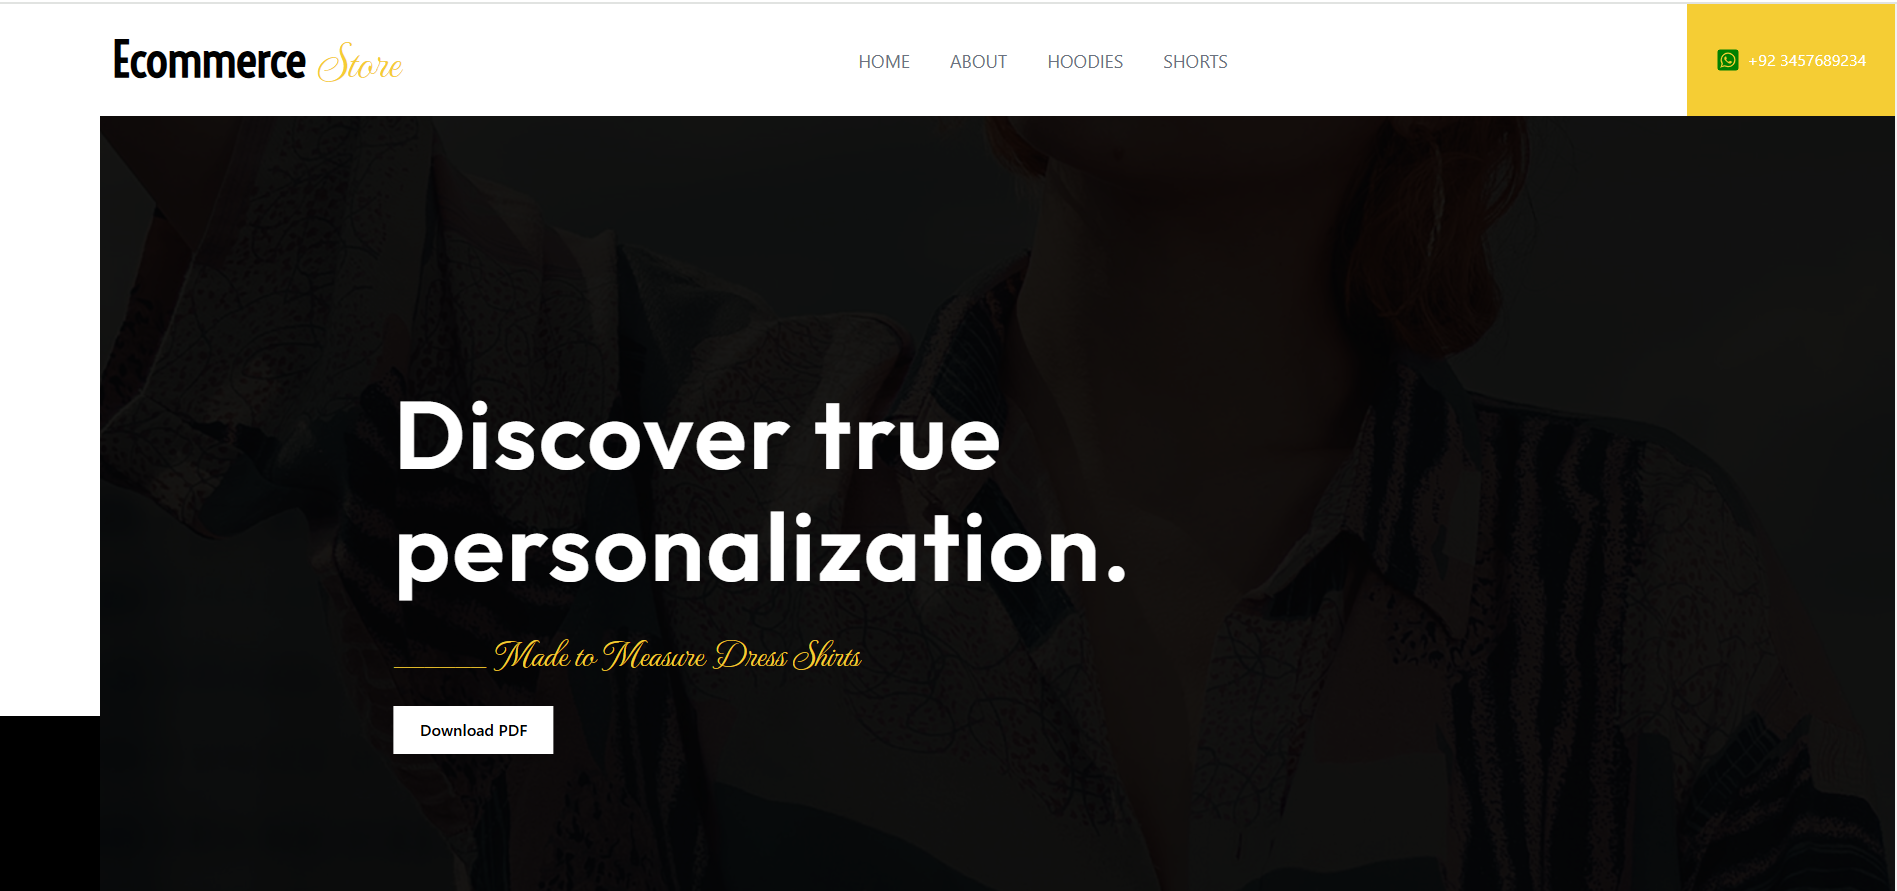 Ecommerce Store
HOME ABOUT HOODIES SHORTS
+92 3457689234
Discover true
personalization.
Made to Measure Dress Shirts
Download PDF